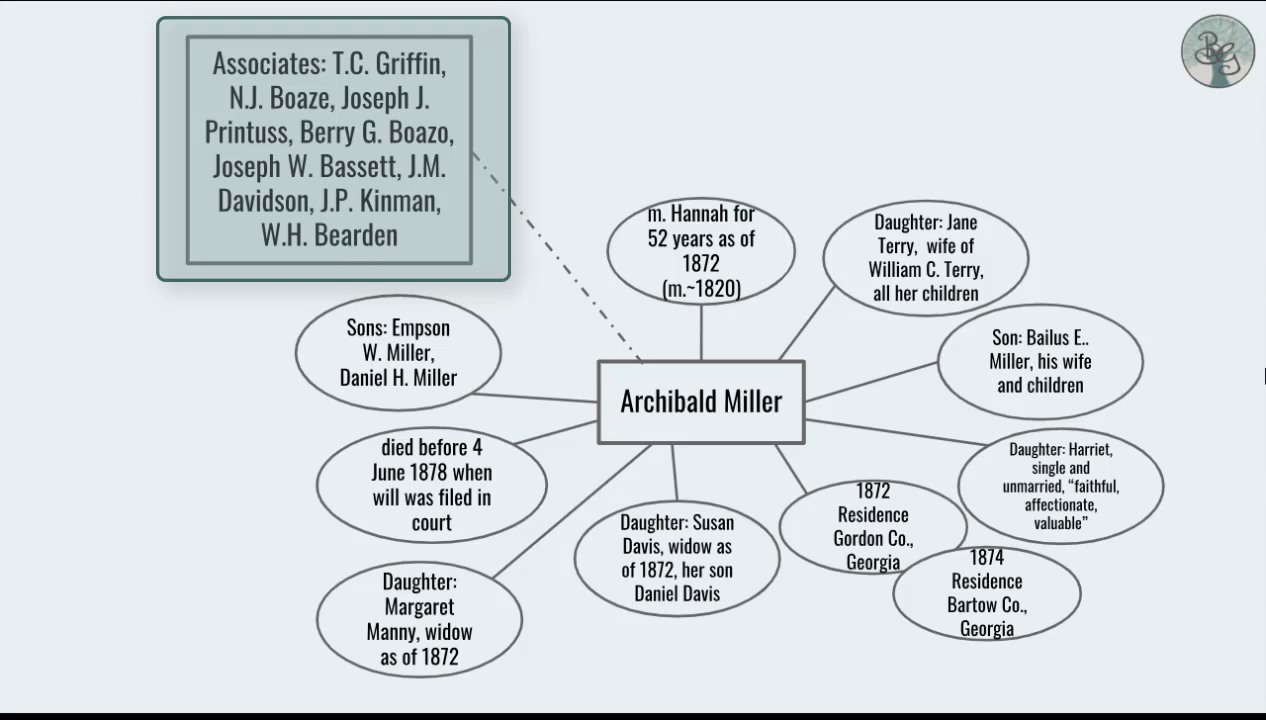 Associates: T.C. Griffin,
N.J. Boaze, Joseph J.
Printuss, Berry G. Boazo,
Joseph W. Bassett, J.M.
Davidson, J.P. Kinman,
W.H. Bearden
BG
m. Hannah for
52 years as of
1872
(m.~1820)
Daughter: Jane
Terry, wife of
William C. Terry,
all her children
Sons: Empson
W. Miller,
Daniel H. Miller
Son: Bailus E..
Miller, his wife
and children
Archibald Miller
died before 4
June 1878 when
will was filed in
court
Daughter: Harriet,
single and
unmarried, “faithful,
affectionate,
valuable”
1872
Residence
Gordon Co.,
Georgia
Daughter: Susan
Davis, widow as
of 1872, her son
Daniel Davis
1874
Residence
Bartow Co.,
Georgia
Daughter:
Margaret
Manny, widow
as of 1872